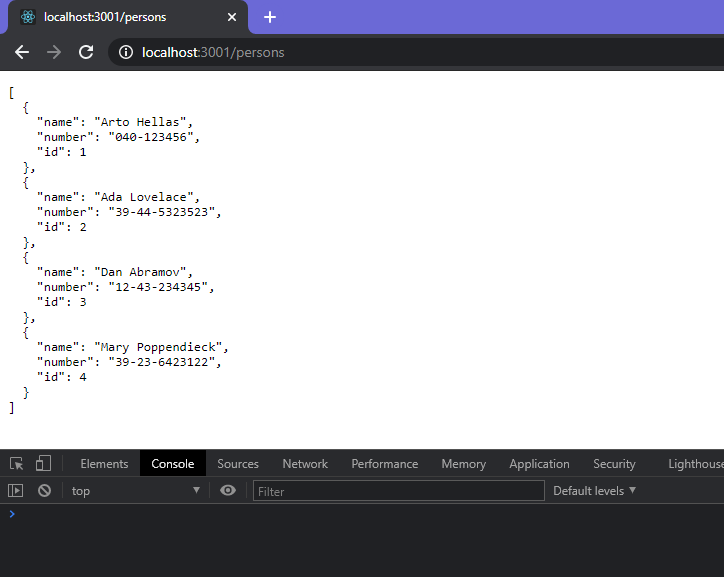 localhost:3001/persons
localhost:3001/persons
[
  {
    "name": "Arto Hellas",
    "number": "040-123456",
    "id": 1
  },
  {
    "name": "Ada Lovelace",
    "number": "39-44-5323523",
    "id": 2
  },
  {
    "name": "Dan Abramov",
    "number": "12-43-234345",
    "id": 3
  },
  {
    "name": "Mary Poppendieck",
    "number": "39-23-6423122",
    "id": 4
  }
]
Elements Console Sources Network Performance Memory Application Security Lighthouse
top Filter Default levels